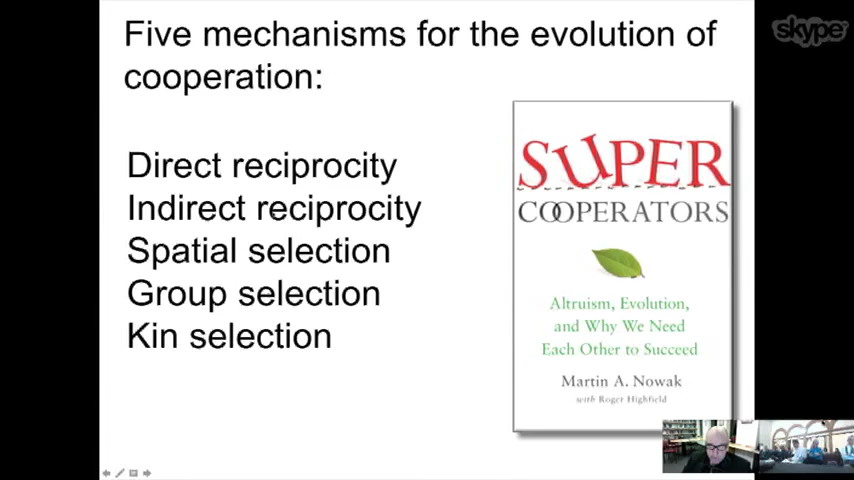 Five mechanisms for the evolution of
cooperation:
skype
Direct reciprocity
Indirect reciprocity
Spatial selection
Group selection
Kin selection
SUPER
COOPERATORS
Altruism, Evolution,
and Why We Need
Each Other to Succeed
Martin A. Nowak
with Roger Highfield